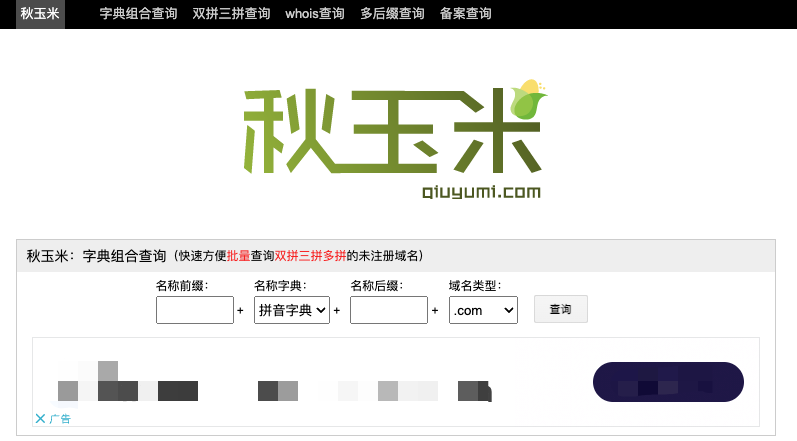 秋玉米 字典组合查询 双拼三拼查询 whois查询 多后缀查询 备案查询
秋玉米
qiuyumi.com
秋玉米：字典组合查询（快速方便批量查询双拼三拼多拼的未注册域名）
名称前缀： 名称字典： 名称后缀： 域名类型：
+ 拼音字典 + + .com 查询
广告